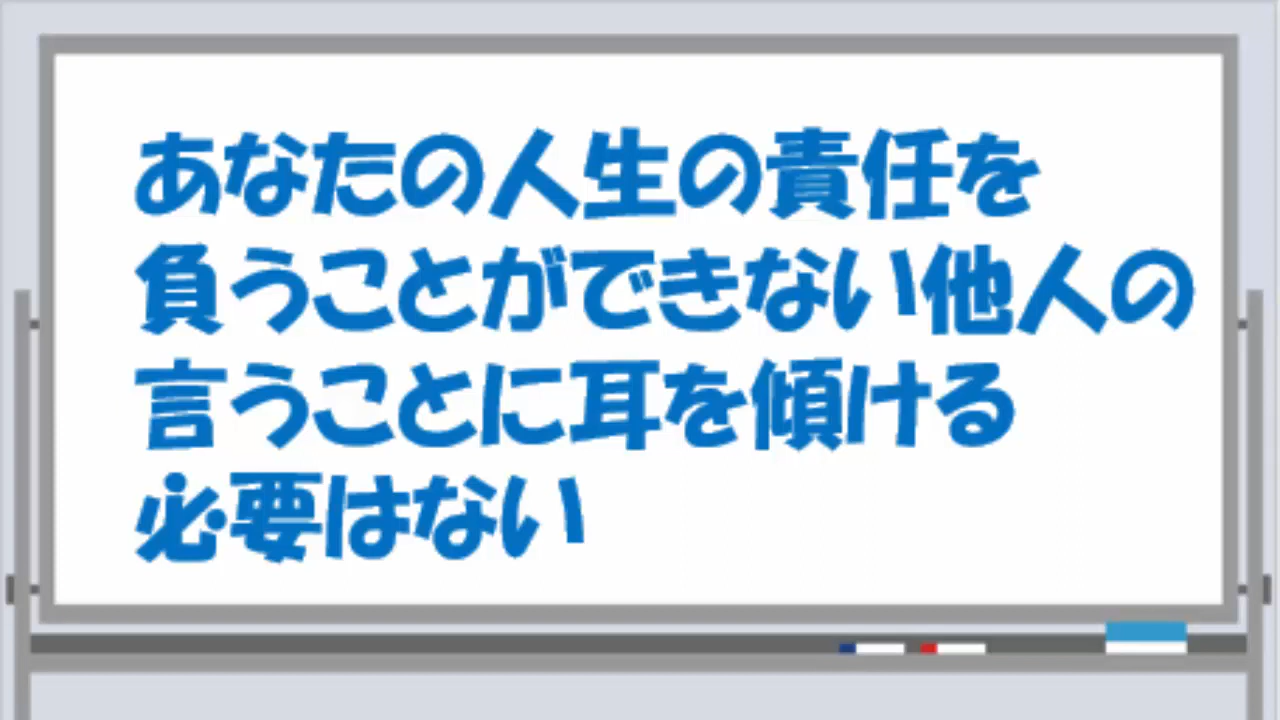 あなたの人生の責任を
負うことができない他人の
言うことに耳を傾ける
必要はない